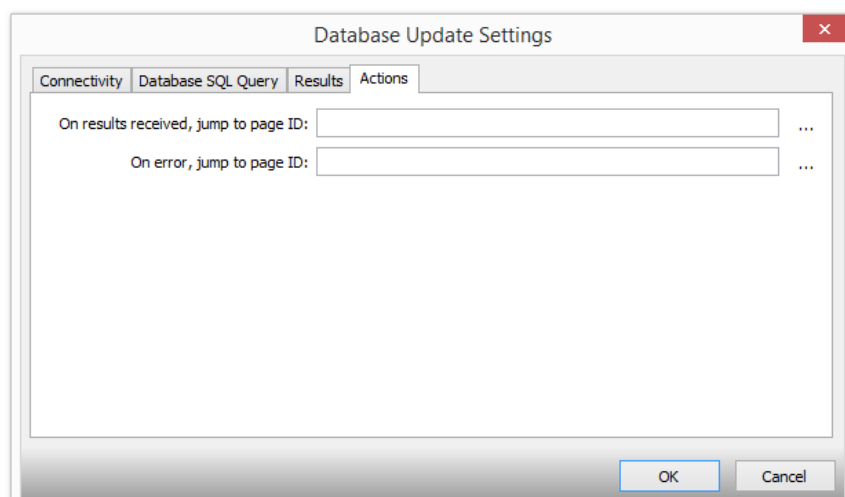 Database Update Settings
Connectivity Database SQL Query Results Actions
On results received, jump to page ID: ...
On error, jump to page ID: ...
OK Cancel